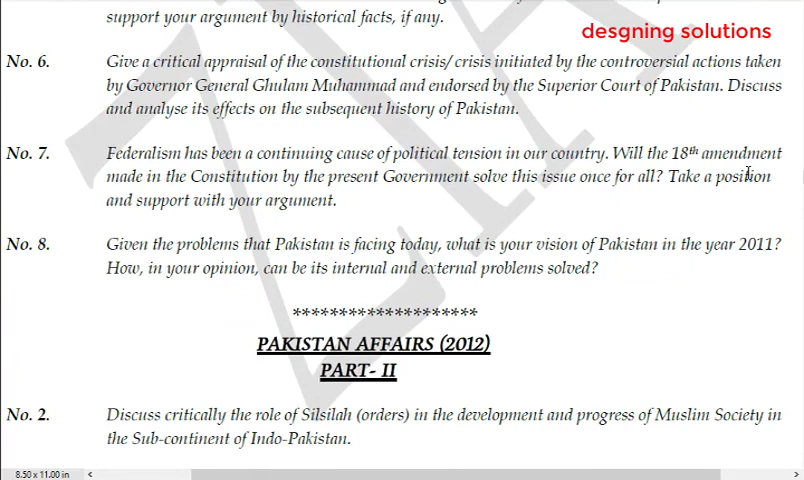 desgning solutions
support your argument by historical facts, if any.
No. 6. Give a critical appraisal of the constitutional crisis/ crisis initiated by the controversial actions taken
by Governor General Ghulam Muhammad and endorsed by the Superior Court of Pakistan. Discuss
and analyse its effects on the subsequent history of Pakistan.
No. 7. Federalism has been a continuing cause of political tension in our country. Will the 18th amendment
made in the Constitution by the present Government solve this issue once for all? Take a position
and support with your argument.
No. 8. Given the problems that Pakistan is facing today, what is your vision of Pakistan in the year 2011?
How, in your opinion, can be its internal and external problems solved?
********************
PAKISTAN AFFAIRS (2012)
PART- II
No. 2. Discuss critically the role of Silsilah (orders) in the development and progress of Muslim Society in
the Sub-continent of Indo-Pakistan.
8.50 x 11.00 in